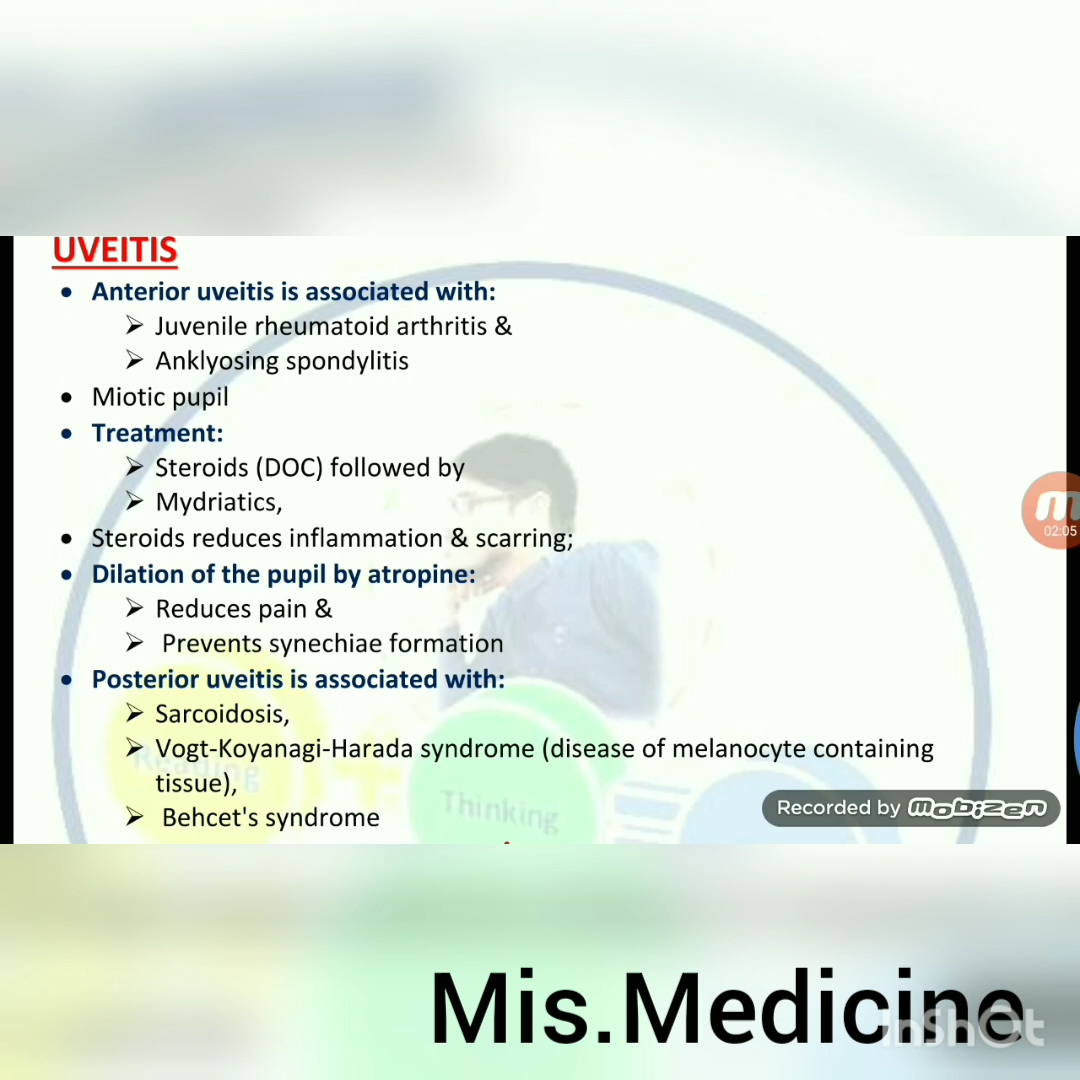 UVEITIS
• Anterior uveitis is associated with:
➢ Juvenile rheumatoid arthritis &
➢ Anklyosing spondylitis
• Miotic pupil
• Treatment:
➢ Steroids (DOC) followed by
➢ Mydriatics,
• Steroids reduces inflammation & scarring;
• Dilation of the pupil by atropine:
➢ Reduces pain &
➢ Prevents synechiae formation
• Posterior uveitis is associated with:
➢ Sarcoidosis,
➢ Vogt-Koyanagi-Harada syndrome (disease of melanocyte containing
tissue),
➢ Behcet's syndrome
Reading
Thinking
02:05
Recorded by Mobizen
Mis.Medicine
InShOt